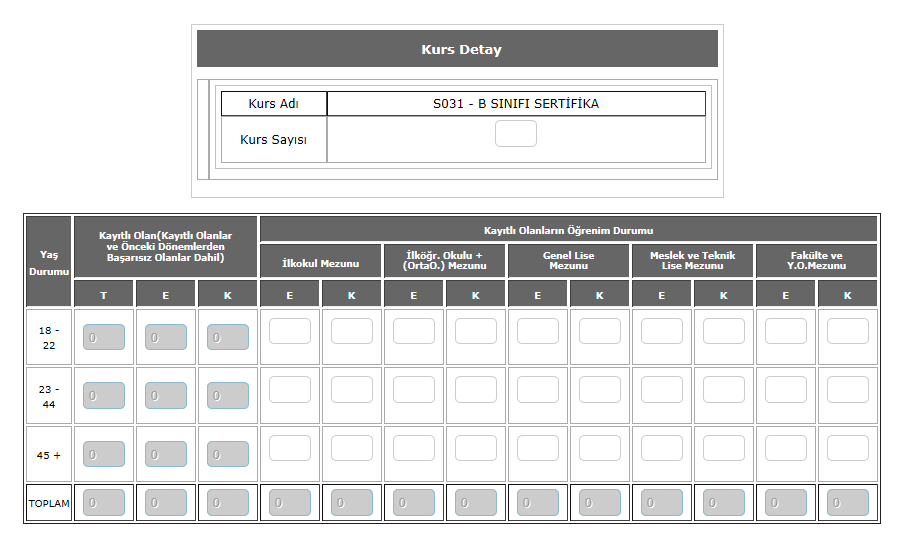 Kurs Detay
Kurs Adı S031 - B SINIFI SERTİFİKA
Kurs Sayısı
Yaş
Durumu
Kayıtlı Olan(Kayıtlı Olanlar
ve Önceki Dönemlerden
Başarısız Olanlar Dahil)
Kayıtlı Olanların Öğrenim Durumu
İlkokul Mezunu
İlköğr. Okulu +
(OrtaO.) Mezunu
Genel Lise
Mezunu
Meslek ve Teknik
Lise Mezunu
Fakülte ve
Y.O.Mezunu
T E K E K E K E K E K E K
18 -
22
0 0 0
23 -
44
0 0 0
45 +
0 0 0
TOPLAM 0 0 0 0 0 0 0 0 0 0 0 0 0